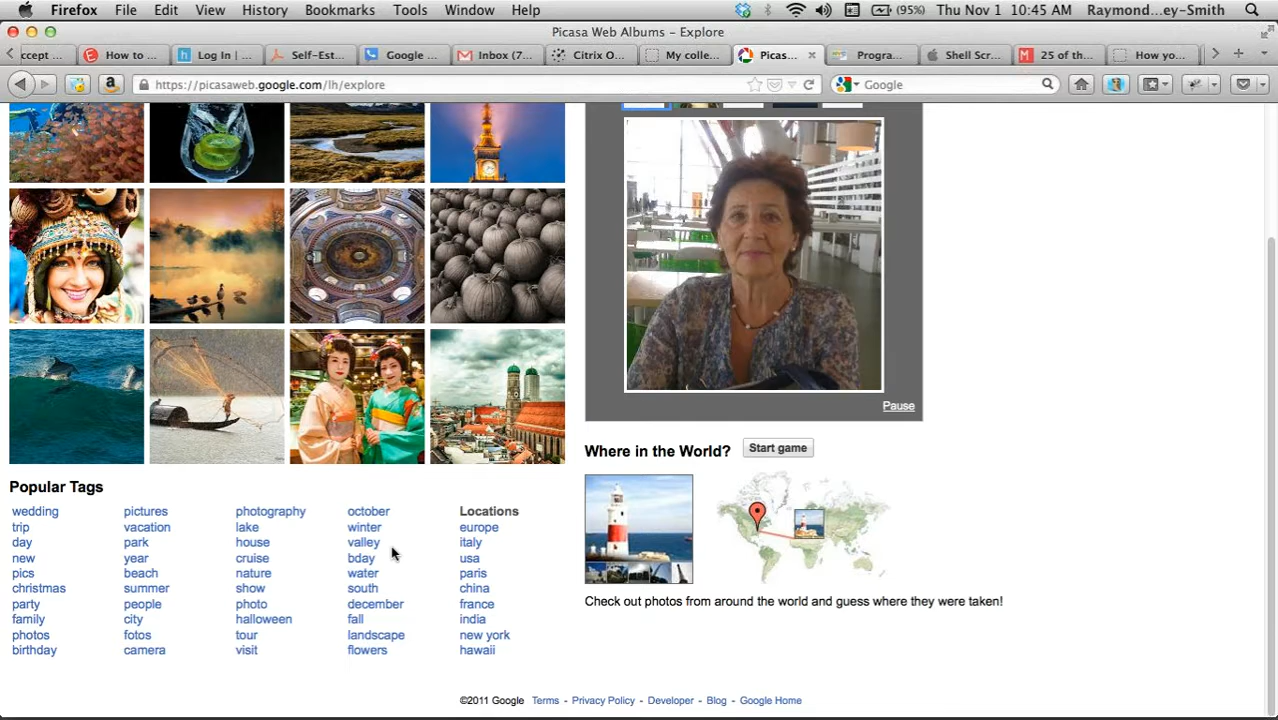 Firefox File Edit View History Bookmarks Tools Window Help (95%) Thu Nov 1 10:45 AM Raymond...ey-Smith
Picasa Web Albums – Explore
ccept How to ... Log In | ... Self-Est... Google ... Inbox (7... Citrix O... My colle... Picas... Progra... Shell Scr... 25 of th... How yo...
https://picasaweb.google.com/lh/explore Google
Pause
Where in the World? Start game
Check out photos from around the world and guess where they were taken!
Popular Tags
wedding pictures photography october Locations
trip vacation lake winter europe
day park house valley italy
new year cruise bday usa
pics beach nature water paris
christmas summer show south china
party people photo december france
family city halloween fall india
photos fotos tour landscape new york
birthday camera visit flowers hawaii
©2011 Google Terms - Privacy Policy - Developer - Blog - Google Home